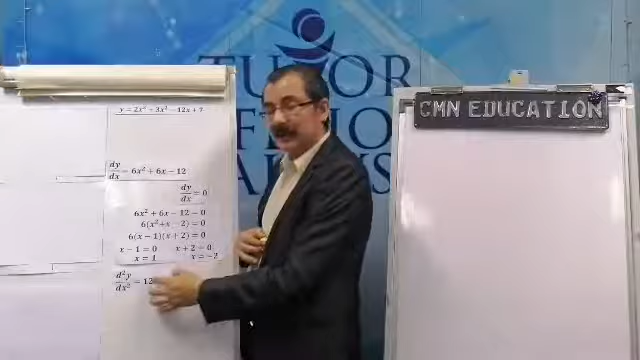 y = 2x³ + 3x² − 12x + 7
dy/dx = 6x² + 6x − 12
dy/dx = 0
6x² + 6x − 12 = 0
6(x² + x − 2) = 0
6(x − 1)(x + 2) = 0
x − 1 = 0 x + 2 = 0
x = 1 x = −2
d²y/dx² = 12
CMN EDUCATION
TUTOR